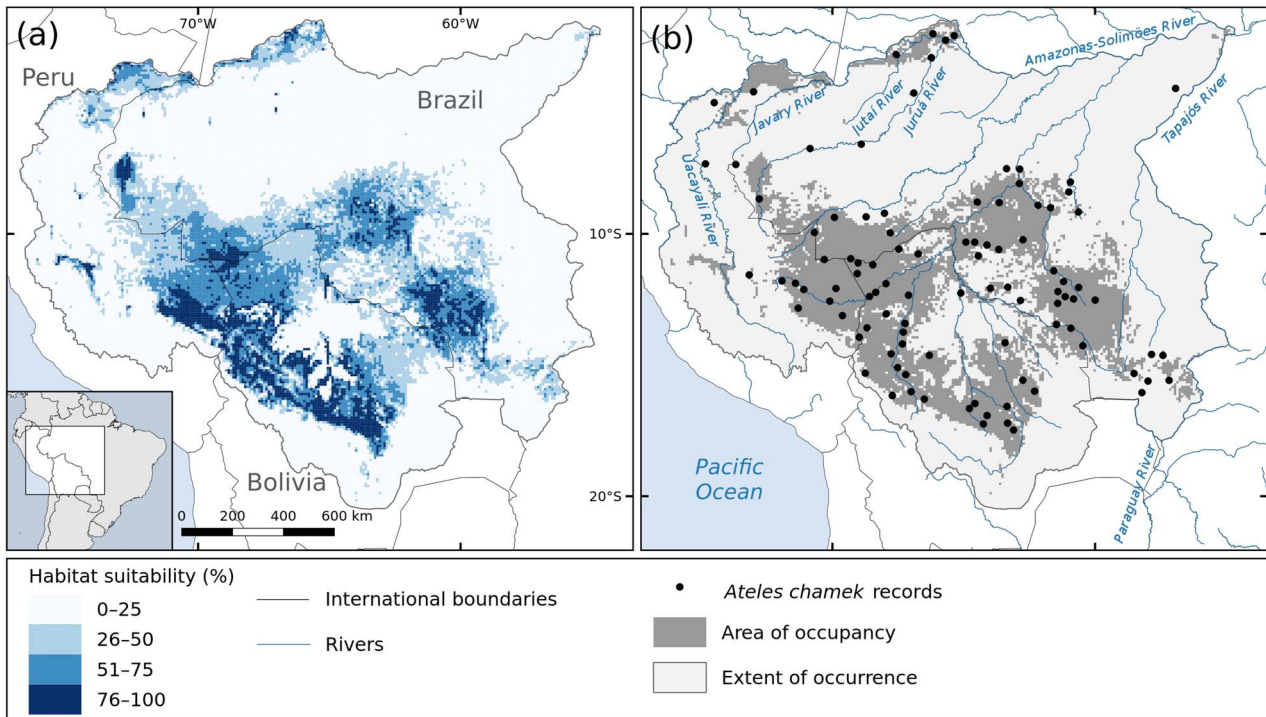 (a)
70°W
60°W
Peru
Brazil
10°S
Bolivia
0 200 400 600 km
20°S
(b)
Amazonas-Solimões River
Javary River
Jutaí River
Juruá River
Tapajós River
Uacayali River
Pacific
Ocean
Paraguay River
Habitat suitability (%)
0–25
26–50
51–75
76–100
International boundaries
Rivers
Ateles chamek records
Area of occupancy
Extent of occurrence